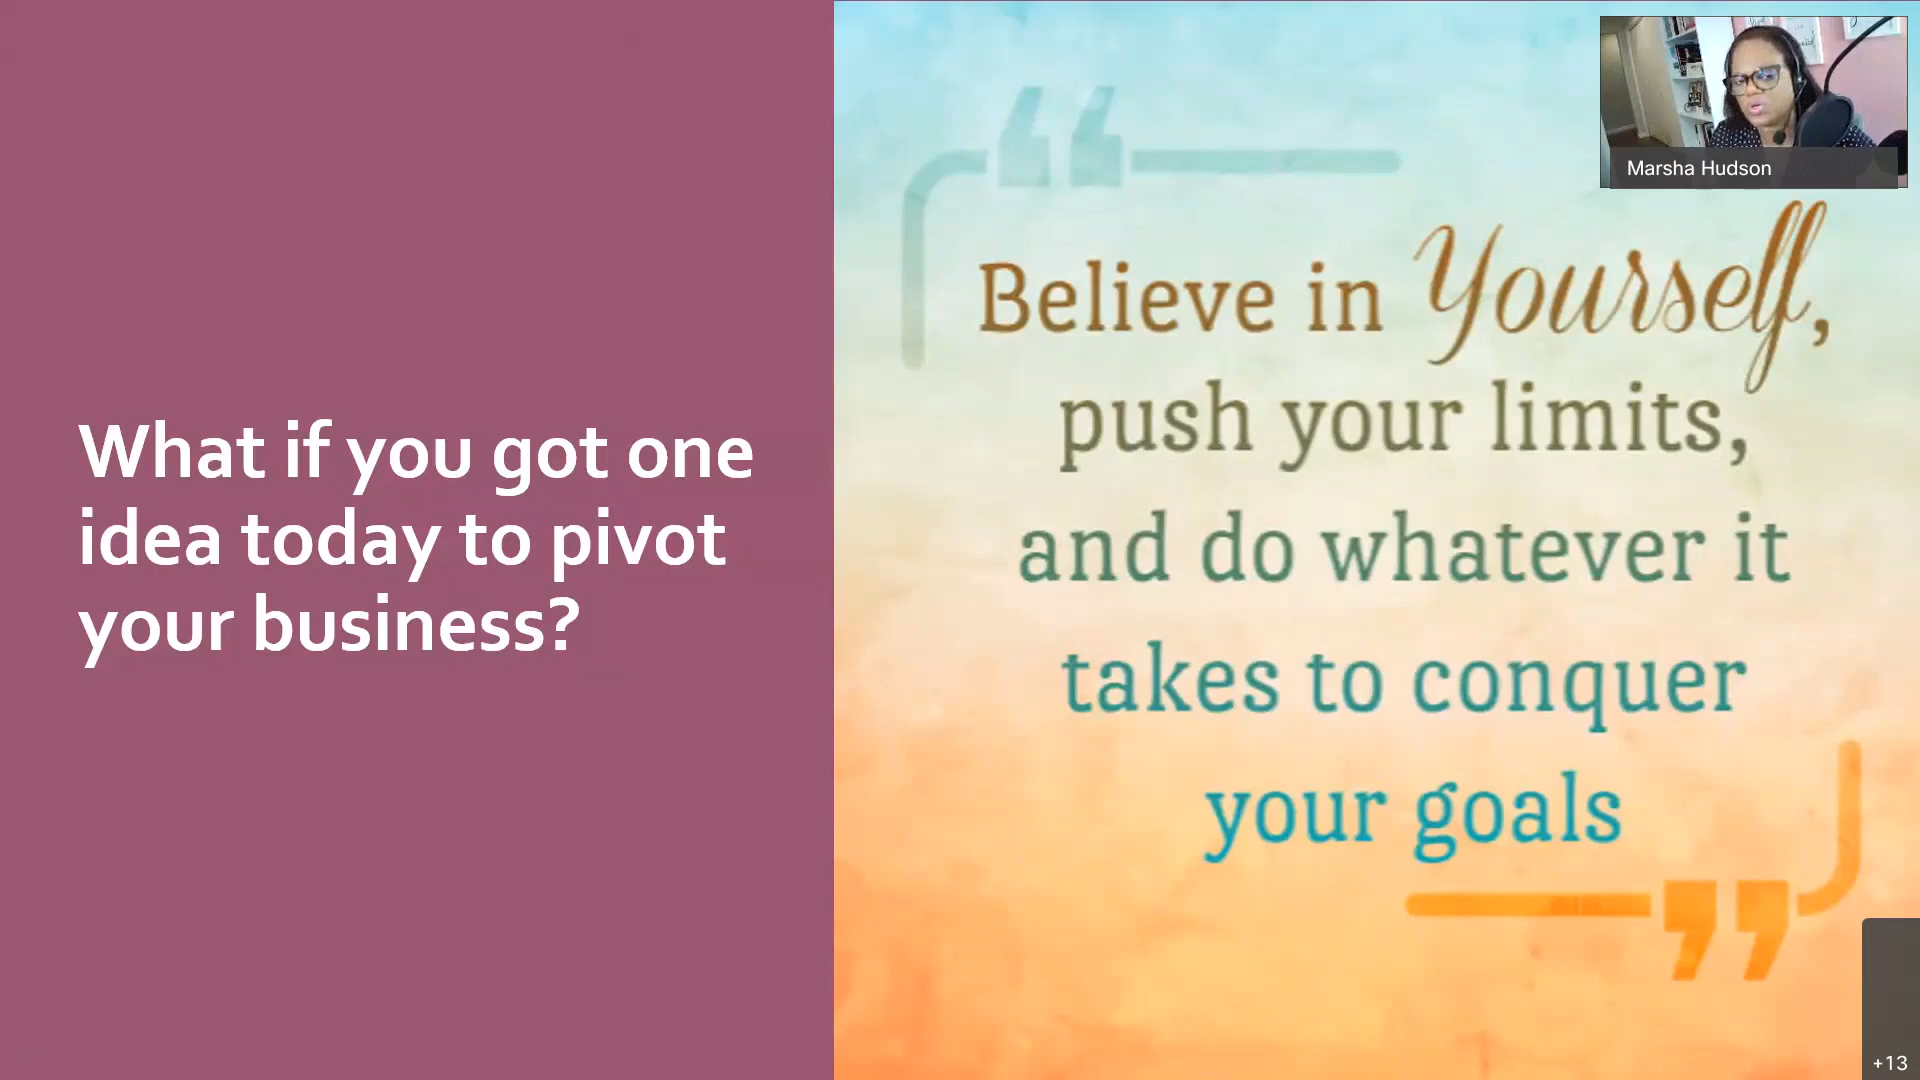 What if you got one
idea today to pivot
your business?
Marsha Hudson
“
Believe in Yourself,
push your limits,
and do whatever it
takes to conquer
your goals
”
+13